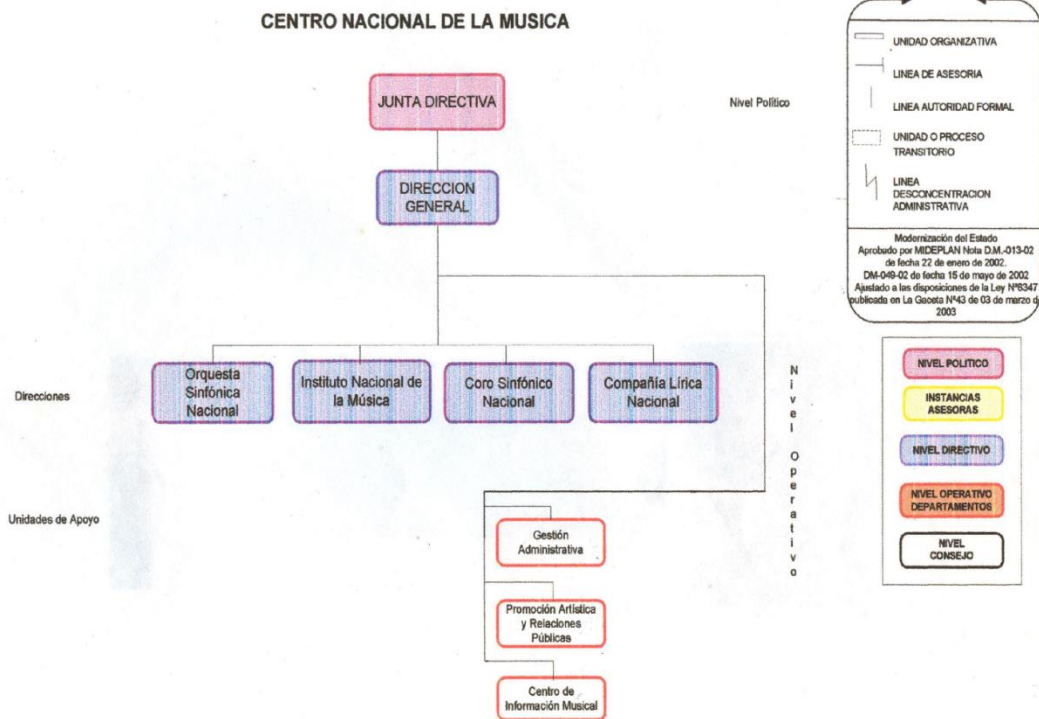 CENTRO NACIONAL DE LA MUSICA
JUNTA DIRECTIVA
Nivel Político
DIRECCION
GENERAL
UNIDAD ORGANIZATIVA
LINEA DE ASESORIA
LINEA AUTORIDAD FORMAL
UNIDAD O PROCESO
TRANSITORIO
LINEA
DESCONCENTRACION
ADMINISTRATIVA
Modernización del Estado
Aprobado por MIDEPLAN Nota D.M.-013-02
de fecha 22 de enero de 2002.
DM-049-02 de fecha 15 de mayo de 2002
Ajustado a las disposiciones de la Ley Nº8347
publicada en La Gaceta Nº43 de 03 de marzo d
2003
Direcciones
Orquesta
Sinfónica
Nacional
Instituto Nacional de
la Música
Coro Sinfónico
Nacional
Compañía Lírica
Nacional
Nivel Operativo
NIVEL POLITICO
INSTANCIAS
ASESORAS
NIVEL DIRECTIVO
NIVEL OPERATIVO
DEPARTAMENTOS
NIVEL
CONSEJO
Unidades de Apoyo
Gestión
Administrativa
Promoción Artística
y Relaciones
Públicas
Centro de
Información Musical